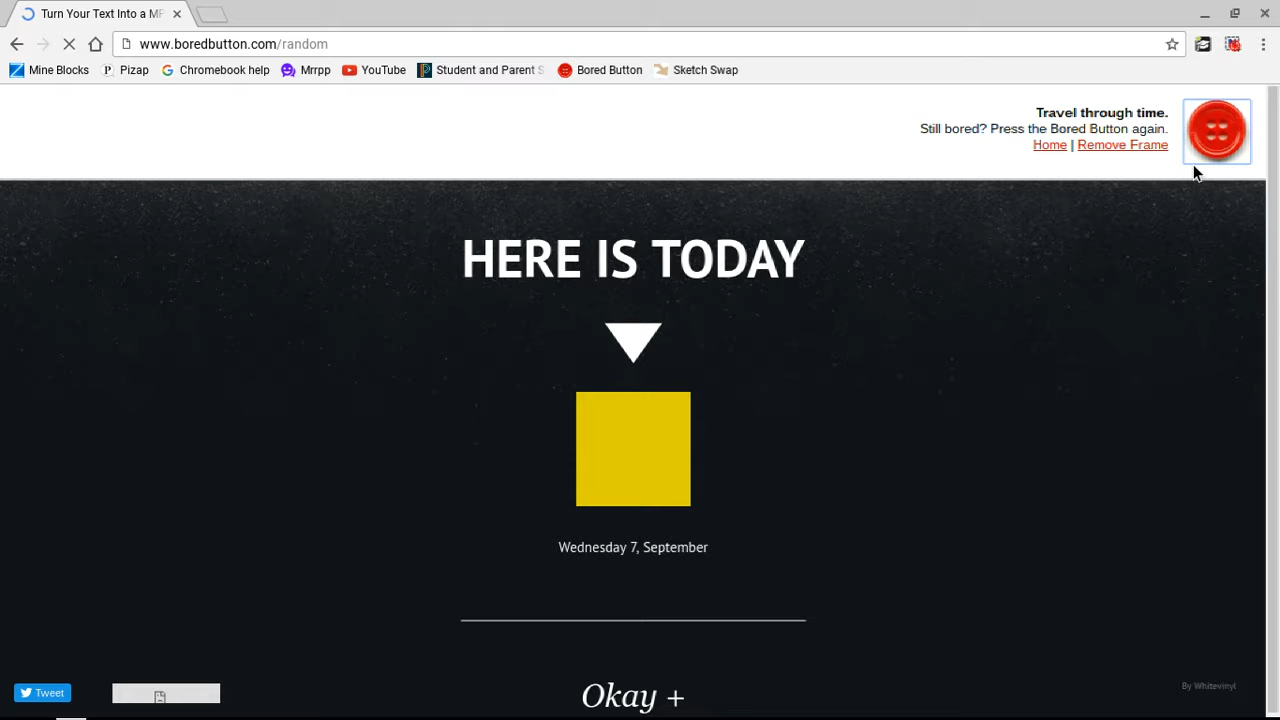 Turn Your Text Into a MP
www.boredbutton.com/random
Mine Blocks Pizap Chromebook help Mrrpp YouTube Student and Parent S Bored Button Sketch Swap
Travel through time.
Still bored? Press the Bored Button again.
Home | Remove Frame
HERE IS TODAY
Wednesday 7, September
Okay +
Tweet
By Whitevinyl